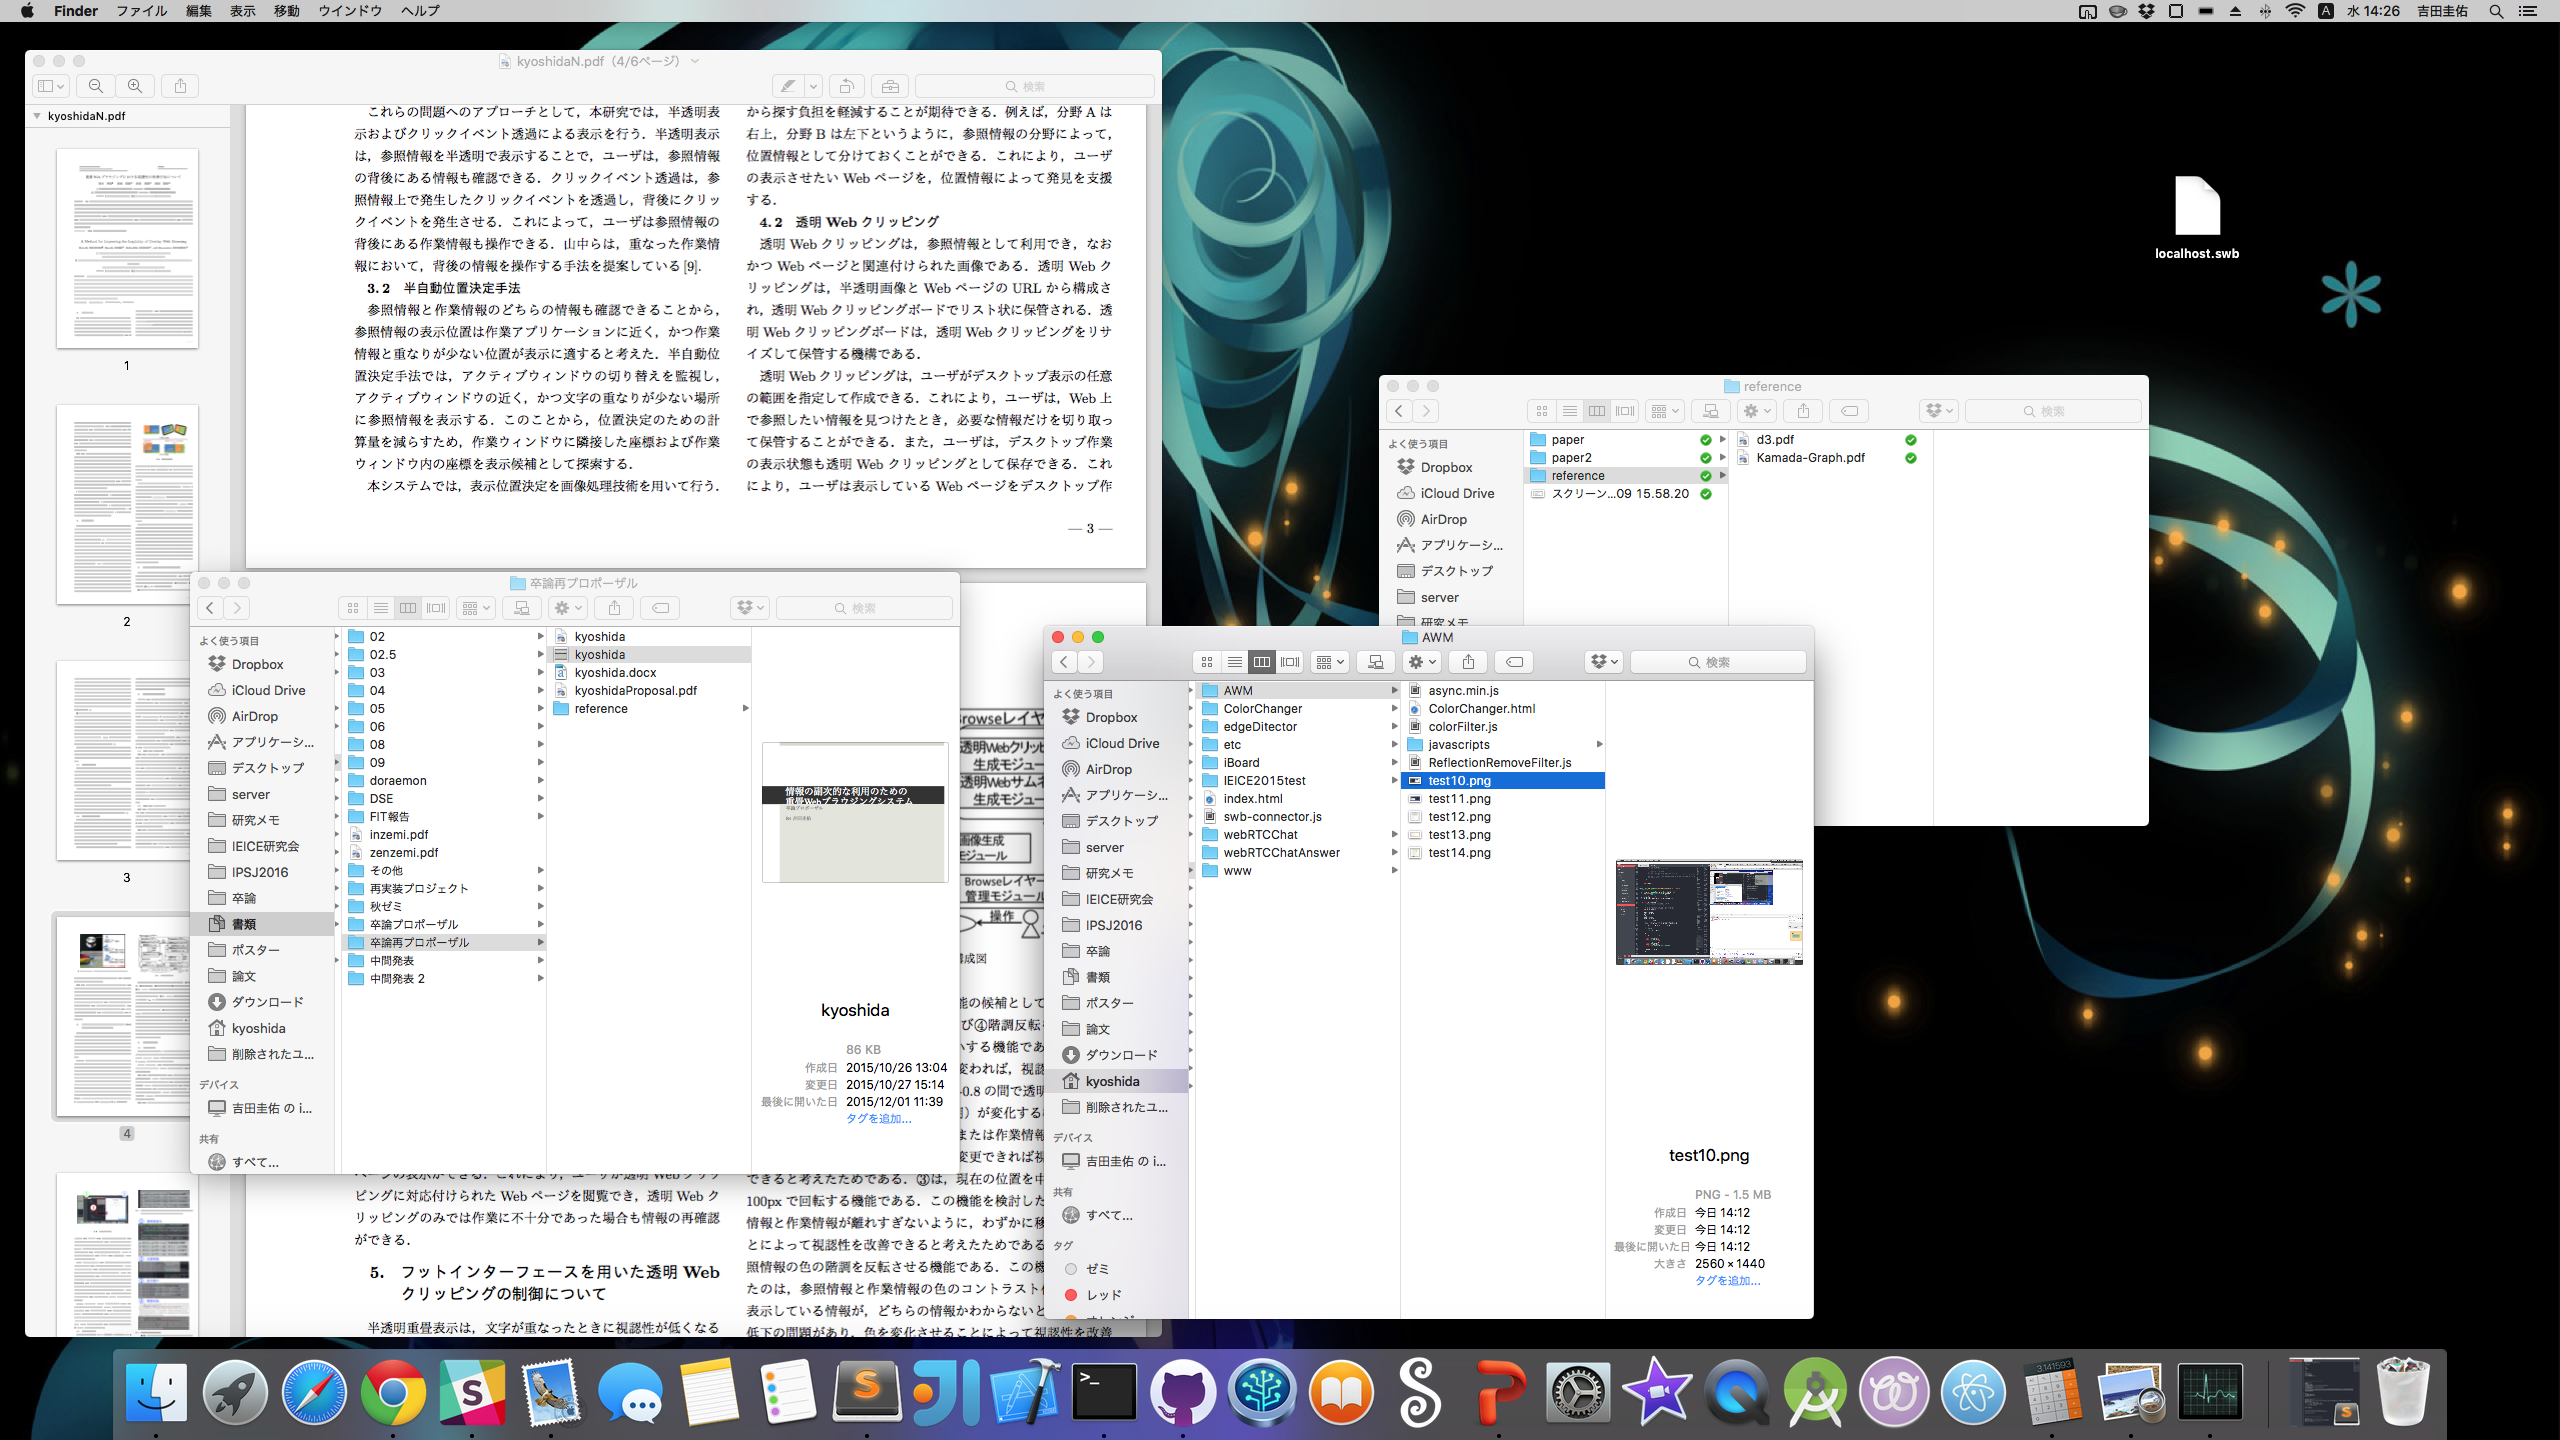 Finder ファイル 編集 表示 移動 ウインドウ ヘルプ
A 水 14:26 吉田圭佑
kyoshidaN.pdf（4/6ページ）
検索
kyoshidaN.pdf
1
2
3
4
これらの問題へのアプローチとして，本研究では，半透明表
示およびクリックイベント透過による表示を行う．半透明表示
は，参照情報を半透明で表示することで，ユーザは，参照情報
の背後にある情報も確認できる．クリックイベント透過は，参
照情報上で発生したクリックイベントを透過し，背後にクリッ
クイベントを発生させる．これによって，ユーザは参照情報の
背後にある作業情報も操作できる．山中らは，重なった作業情
報において，背後の情報を操作する手法を提案している [9]．
3.2 半自動位置決定手法
参照情報と作業情報のどちらの情報も確認できることから，
参照情報の表示位置は作業アプリケーションに近く，かつ作業
情報と重なりが少ない位置が表示に適すると考えた．半自動位
置決定手法では，アクティブウィンドウの切り替えを監視し，
アクティブウィンドウの近く，かつ文字の重なりが少ない場所
に参照情報を表示する．このことから，位置決定のための計
算量を減らすため，作業ウィンドウに隣接した座標および作業
ウィンドウ内の座標を表示候補として探索する．
本システムでは，表示位置決定を画像処理技術を用いて行う．
から探す負担を軽減することが期待できる．例えば，分野 A は
右上，分野 B は左下というように，参照情報の分野によって，
位置情報として分けておくことができる．これにより，ユーザ
の表示させたい Web ページを，位置情報によって発見を支援
する．
4.2 透明 Web クリッピング
透明 Web クリッピングは，参照情報として利用でき，なお
かつ Web ページと関連付けられた画像である．透明 Web ク
リッピングは，半透明画像と Web ページの URL から構成さ
れ，透明 Web クリッピングボードでリスト状に保管される．透
明 Web クリッピングボードは，透明 Web クリッピングをリサ
イズして保管する機構である．
透明 Web クリッピングは，ユーザがデスクトップ表示の任意
の範囲を指定して作成できる．これにより，ユーザは，Web 上
で参照したい情報を見つけたとき，必要な情報だけを切り取っ
て保管することができる．また，ユーザは，デスクトップ作業
の表示状態も透明 Web クリッピングとして保存できる．これ
により，ユーザは表示している Web ページをデスクトップ作
— 3 —
localhost.swb
reference
検索
よく使う項目
Dropbox
iCloud Drive
AirDrop
アプリケーシ...
デスクトップ
server
研究メモ
paper
paper2
reference
スクリーン...09 15.58.20
d3.pdf
Kamada-Graph.pdf
卒論再プロポーザル
検索
よく使う項目
Dropbox
iCloud Drive
AirDrop
アプリケーシ...
デスクトップ
server
研究メモ
IEICE研究会
IPSJ2016
卒論
書類
ポスター
論文
ダウンロード
kyoshida
削除されたユ...
デバイス
吉田圭佑 の i...
共有
すべて...
02
02.5
03
04
05
06
08
09
doraemon
DSE
FIT報告
inzemi.pdf
zenzemi.pdf
その他
再実装プロジェクト
秋ゼミ
卒論プロポーザル
卒論再プロポーザル
中間発表
中間発表 2
kyoshida
kyoshida
kyoshida.docx
kyoshidaProposal.pdf
reference
情報の副次的な利用のための
重畳Webブラウジングシステム
kyoshida
86 KB
作成日 2015/10/26 13:04
変更日 2015/10/27 15:14
最後に開いた日 2015/12/01 11:39
タグを追加...
Browseレイヤー
透明Webクリッピ
生成モジュー
透明Webサムネ
生成モジュー
画像生成
モジュール
Browseレイヤー
管理モジュール
操作
構成図
能の候補として
び④階調反転
いする機能であ
変われば，視認
-0.8 の間で透明
）が変化する
または作業情報
変更できれば視
できると考えたためである．③は，現在の位置を中
100px で回転する機能である．この機能を検討した
情報と作業情報が離れすぎないように，わずかに移
とによって視認性を改善できると考えたためである
照情報の色の階調を反転させる機能である．この機
たのは，参照情報と作業情報の色のコントラスト
表示している情報が，どちらの情報かわからないと
低下の問題があり，色を変化させることによって視認性を改善
ピングに対応付けられた Web ページを閲覧でき，透明 Web ク
リッピングのみでは作業に不十分であった場合も情報の再確認
ができる．
5. フットインターフェースを用いた透明 Web
クリッピングの制御について
半透明重畳表示は，文字が重なったときに視認性が低くなる
AWM
検索
よく使う項目
Dropbox
iCloud Drive
AirDrop
アプリケーシ...
デスクトップ
server
研究メモ
IEICE研究会
IPSJ2016
卒論
書類
ポスター
論文
ダウンロード
kyoshida
削除されたユ...
デバイス
吉田圭佑 の i...
共有
すべて...
タグ
ゼミ
レッド
オレンジ
AWM
ColorChanger
edgeDitector
etc
iBoard
IEICE2015test
index.html
swb-connector.js
webRTCChat
webRTCChatAnswer
www
async.min.js
ColorChanger.html
colorFilter.js
javascripts
ReflectionRemoveFilter.js
test10.png
test11.png
test12.png
test13.png
test14.png
test10.png
PNG - 1.5 MB
作成日 今日 14:12
変更日 今日 14:12
最後に開いた日 今日 14:12
大きさ 2560 × 1440
タグを追加...
3.141593